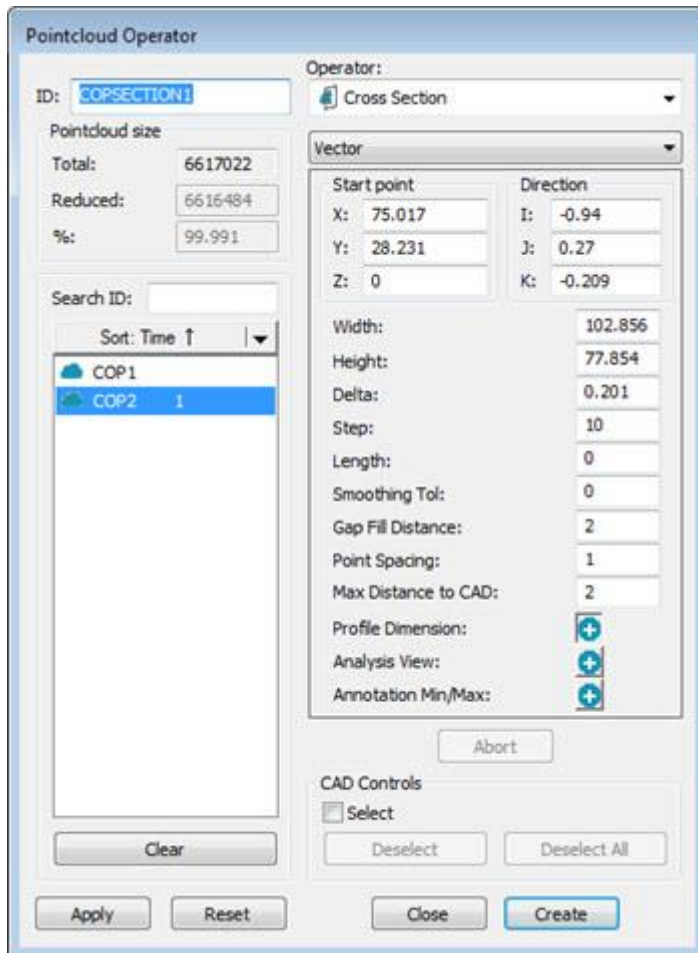 Pointcloud Operator
ID: COPSECTION1
Operator:
Cross Section
Pointcloud size
Total: 6617022
Reduced: 6616484
%: 99.991
Search ID:
Sort: Time ↑
COP1
COP2 1
Clear
Vector
Start point Direction
X: 75.017 I: -0.94
Y: 28.231 J: 0.27
Z: 0 K: -0.209
Width: 102.856
Height: 77.854
Delta: 0.201
Step: 10
Length: 0
Smoothing Tol: 0
Gap Fill Distance: 2
Point Spacing: 1
Max Distance to CAD: 2
Profile Dimension:
Analysis View:
Annotation Min/Max:
Abort
CAD Controls
Select
Deselect Deselect All
Apply Reset Close Create